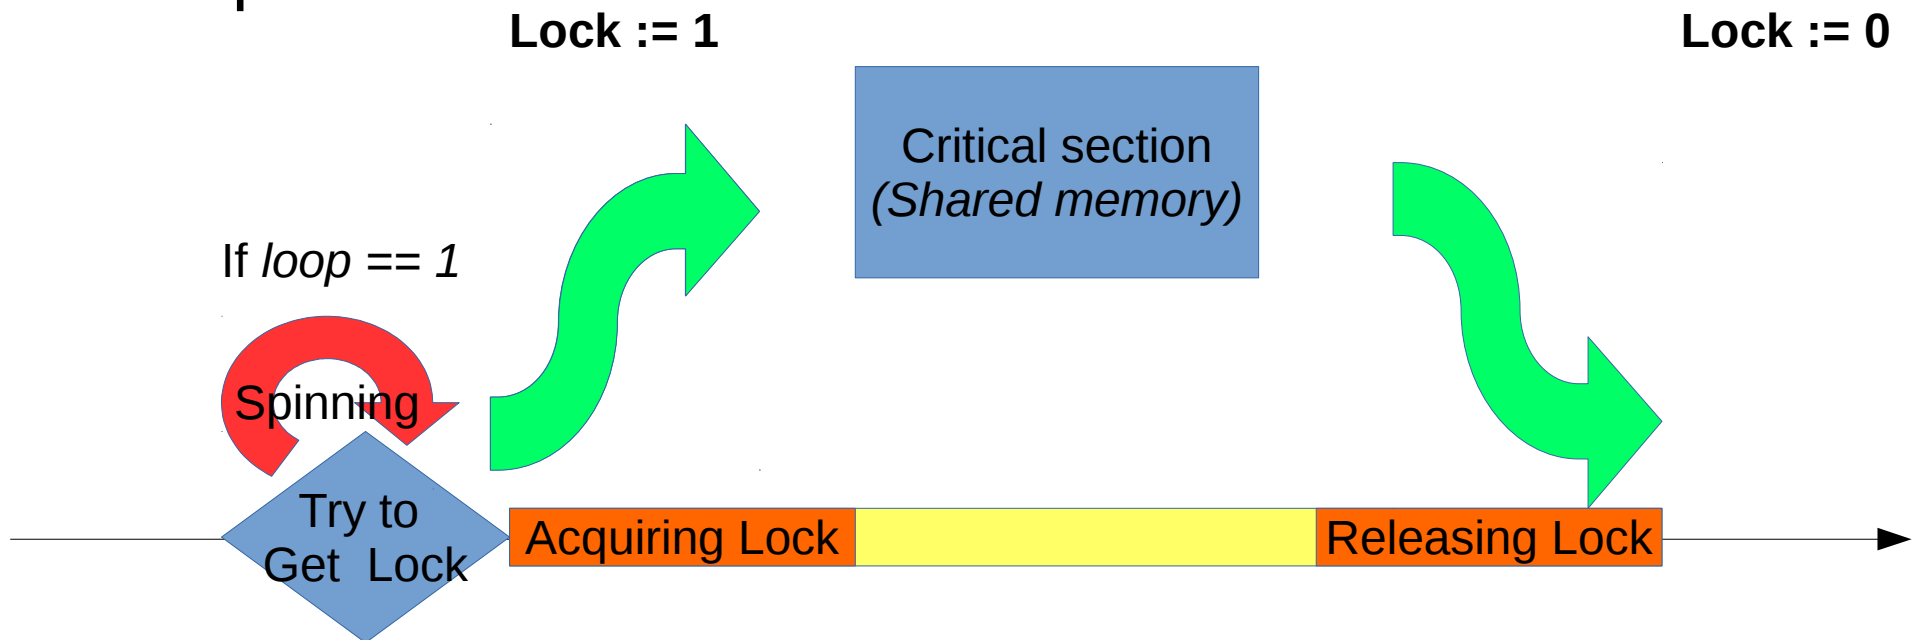 Lock := 1
Lock := 0
Critical section
(Shared memory)
If loop == 1
Spinning
Try to
Get Lock
Acquiring Lock
Releasing Lock